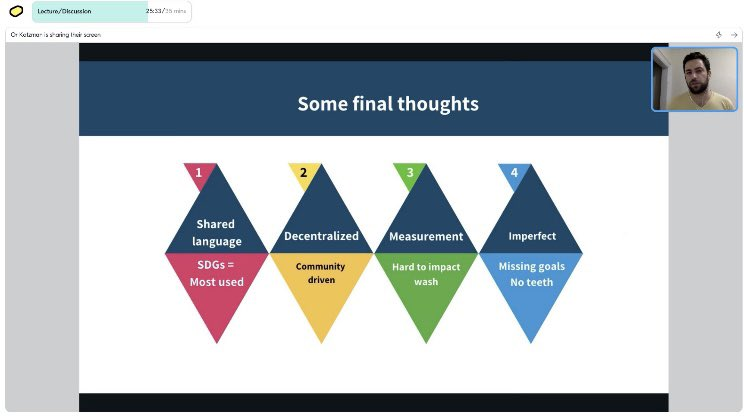 Lecture/Discussion
25:33/35 mins
Or Katzman is sharing their screen
Some final thoughts
1
2
3
4
Shared
language
Decentralized
Measurement
Imperfect
SDGs =
Most used
Community
driven
Hard to impact
wash
Missing goals
No teeth